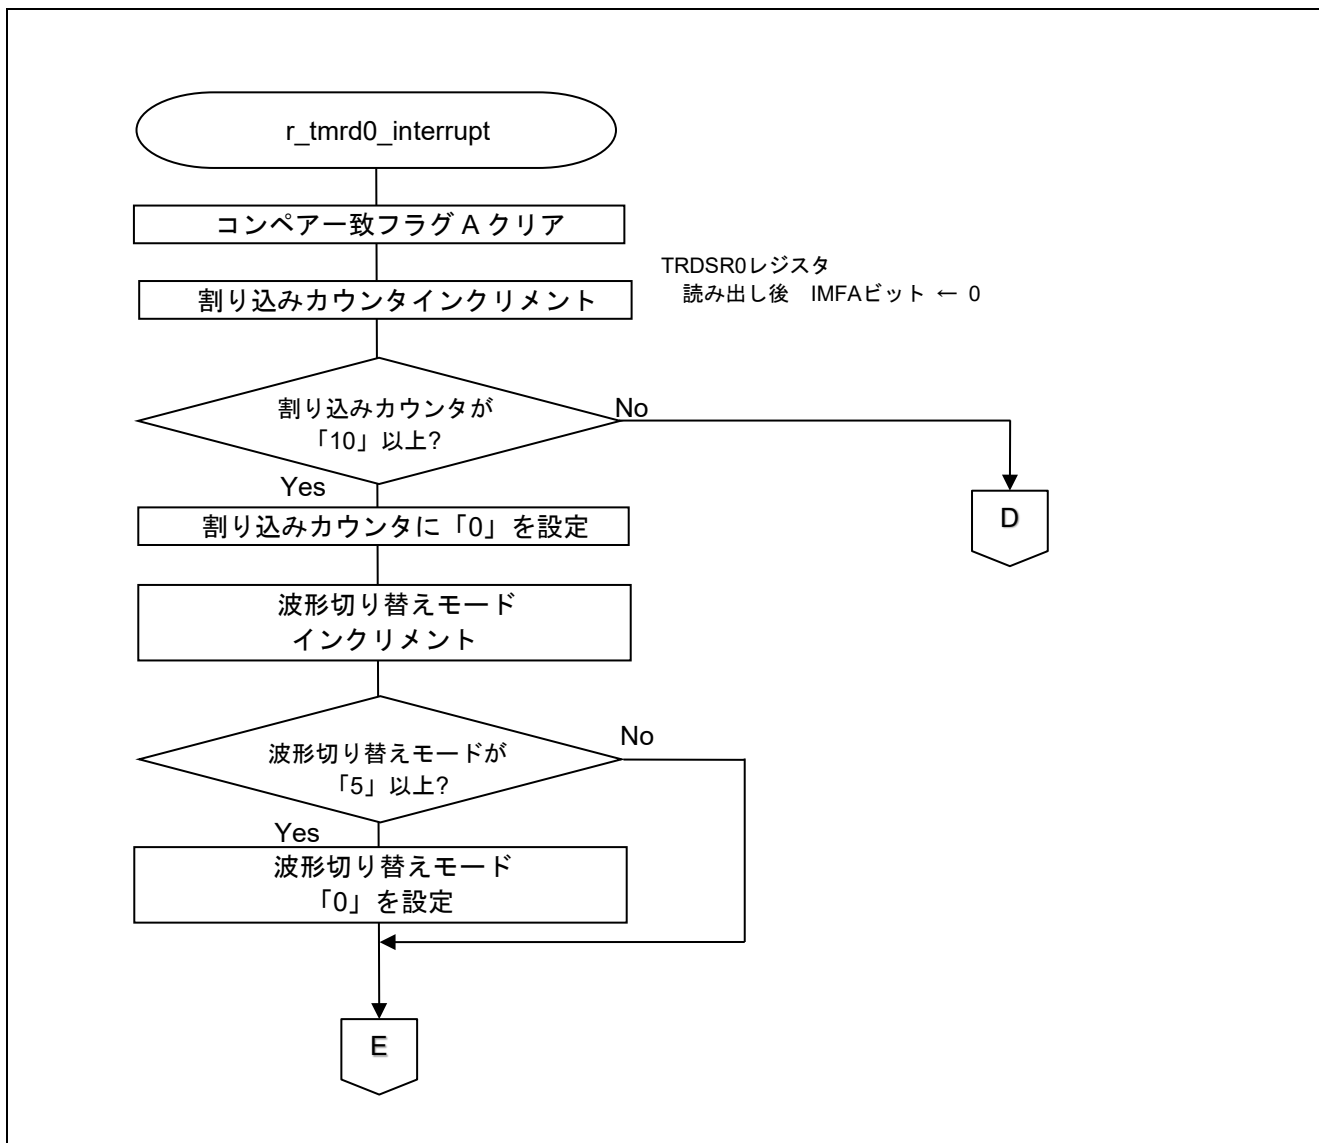 r_tmrd0_interrupt
コンペア一致フラグ A クリア
TRDSR0レジスタ
読み出し後 IMFAビット ← 0
割り込みカウンタインクリメント
割り込みカウンタが
「10」以上?
No
Yes
D
割り込みカウンタに「0」を設定
波形切り替えモード
インクリメント
波形切り替えモードが
「5」以上?
No
Yes
波形切り替えモード
「0」を設定
E